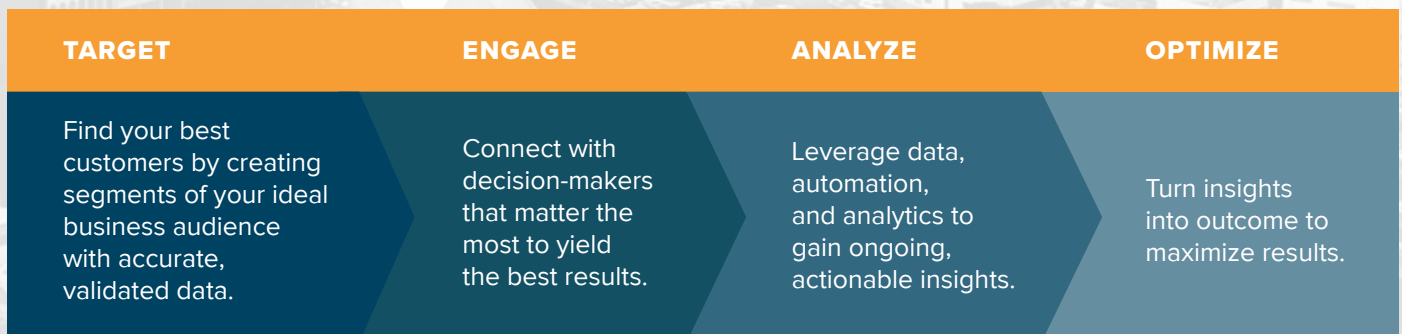 TARGET
Find your best
customers by creating
segments of your ideal
business audience
with accurate,
validated data.
ENGAGE
Connect with
decision-makers
that matter the
most to yield
the best results.
ANALYZE
Leverage data,
automation,
and analytics to
gain ongoing,
actionable insights.
OPTIMIZE
Turn insights
into outcome to
maximize results.